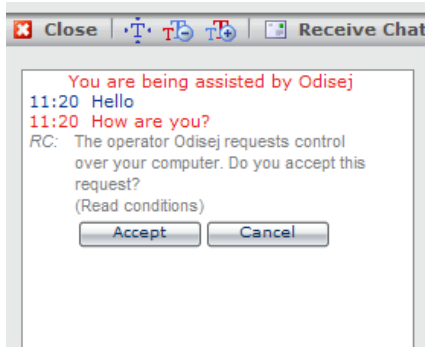 Close T T T Receive Chat
You are being assisted by Odisej
11:20 Hello
11:20 How are you?
RC: The operator Odisej requests control
over your computer. Do you accept this
request?
(Read conditions)
Accept Cancel